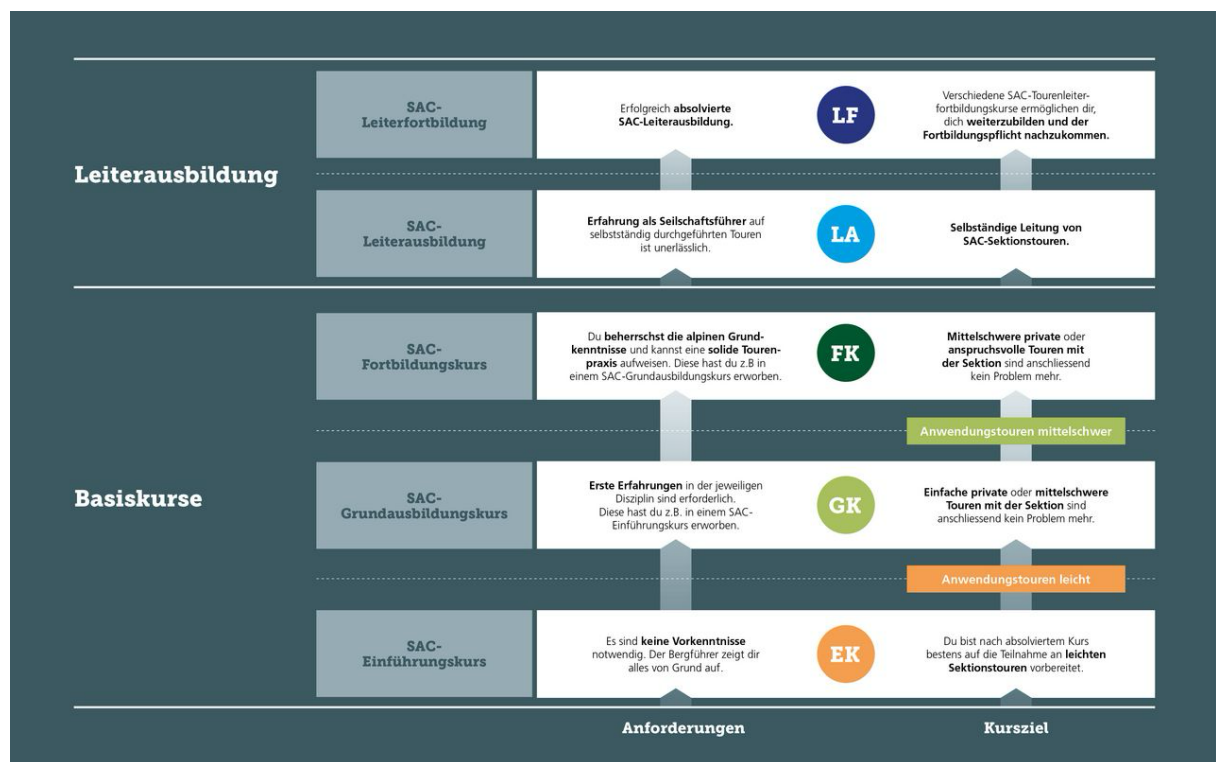 Leiterausbildung
SAC-
Leiterfortbildung
Erfolgreich absolvierte
SAC-Leiterausbildung.
LF
Verschiedene SAC-Tourenleiter-
fortbildungskurse ermöglichen dir,
dich weiterzubilden und der
Fortbildungspflicht nachzukommen.
SAC-
Leiterausbildung
Erfahrung als Seilschaftsführer auf
selbstständig durchgeführten Touren
ist unerlässlich.
LA
Selbständige Leitung von
SAC-Sektionstouren.
Basiskurse
SAC-
Fortbildungskurs
Du beherrschst die alpinen Grund-
kenntnisse und kannst eine solide Touren-
praxis aufweisen. Diese hast du z.B in
einem SAC-Grundausbildungskurs erworben.
FK
Mittelschwere private oder
anspruchsvolle Touren mit
der Sektion sind anschliessend
kein Problem mehr.
Anwendungstouren mittelschwer
SAC-
Grundausbildungskurs
Erste Erfahrungen in der jeweiligen
Disziplin sind erforderlich.
Diese hast du z.B. in einem SAC-
Einführungskurs erworben.
GK
Einfache private oder mittelschwere
Touren mit der Sektion sind
anschliessend kein Problem mehr.
Anwendungstouren leicht
SAC-
Einführungskurs
Es sind keine Vorkenntnisse
notwendig. Der Bergführer zeigt dir
alles von Grund auf.
EK
Du bist nach absolviertem Kurs
bestens auf die Teilnahme an leichten
Sektionstouren vorbereitet.
Anforderungen
Kursziel